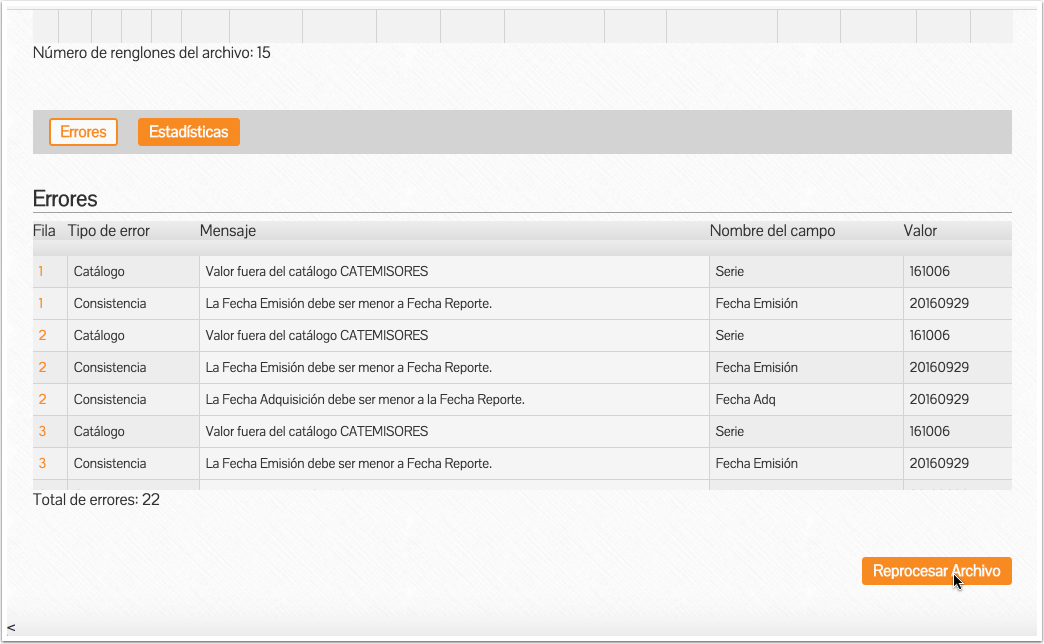 Número de renglones del archivo: 15
Errores Estadísticas
Errores
Fila Tipo de error Mensaje Nombre del campo Valor
1 Catálogo Valor fuera del catálogo CATEMISORES Serie 161006
1 Consistencia La Fecha Emisión debe ser menor a Fecha Reporte. Fecha Emisión 20160929
2 Catálogo Valor fuera del catálogo CATEMISORES Serie 161006
2 Consistencia La Fecha Emisión debe ser menor a Fecha Reporte. Fecha Emisión 20160929
2 Consistencia La Fecha Adquisición debe ser menor a la Fecha Reporte. Fecha Adq 20160929
3 Catálogo Valor fuera del catálogo CATEMISORES Serie 161006
3 Consistencia La Fecha Emisión debe ser menor a Fecha Reporte. Fecha Emisión 20160929
Total de errores: 22
Reprocesar Archivo
<